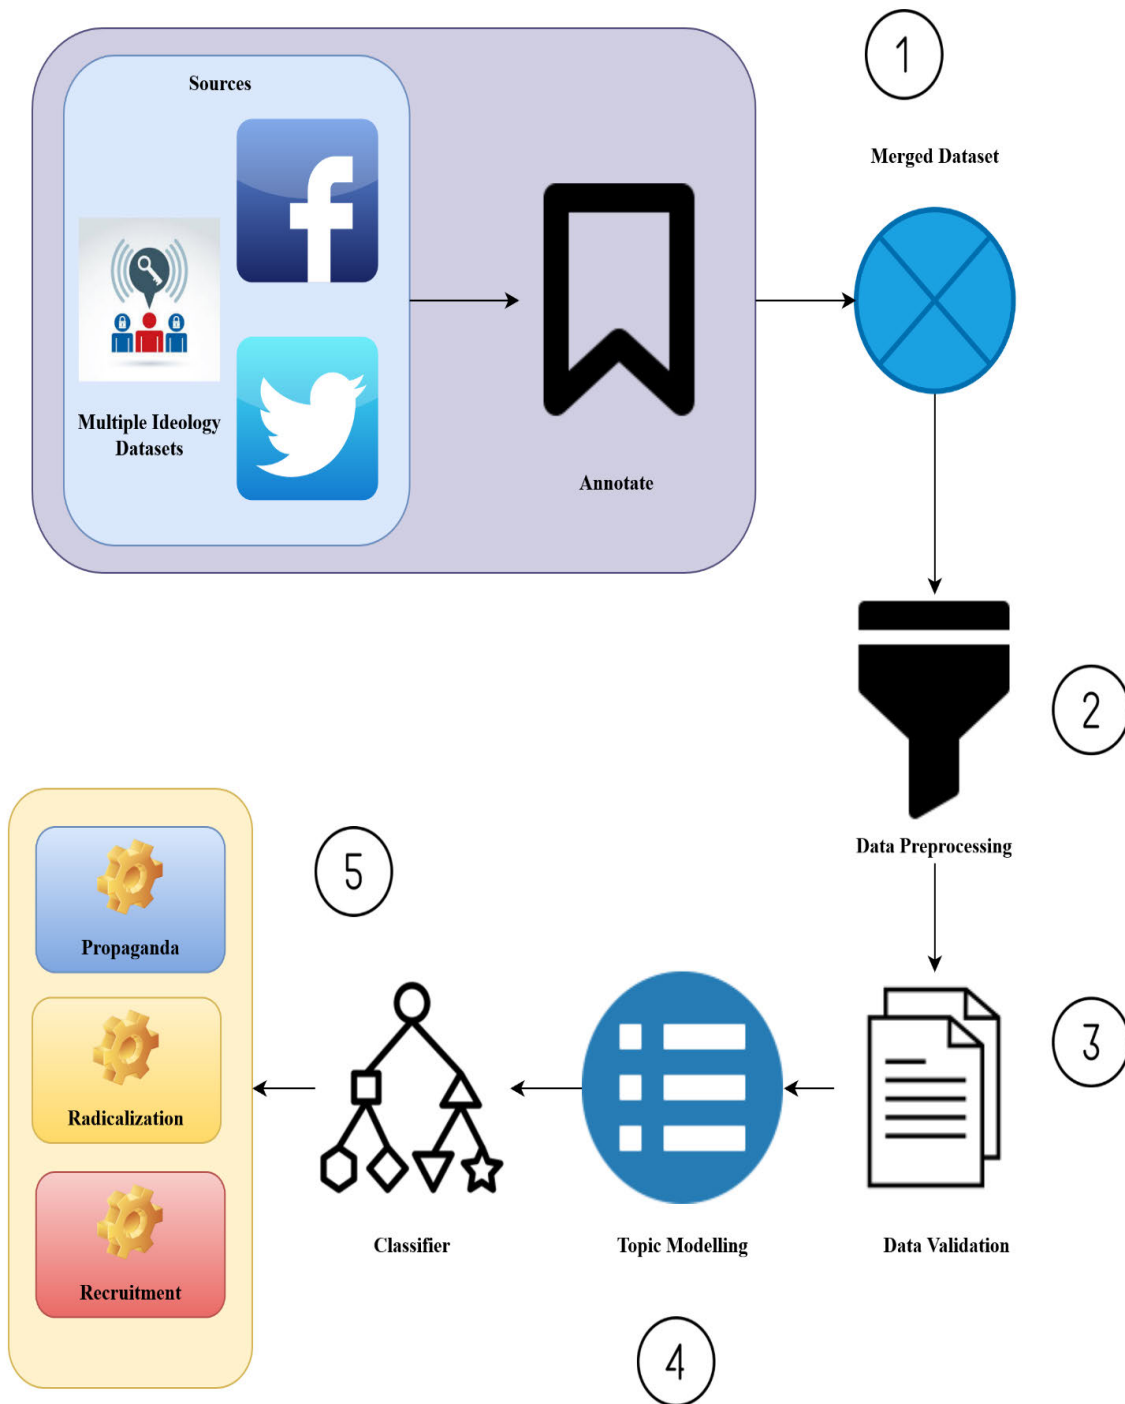 Sources
Multiple Ideology
Datasets
Annotate
1
Merged Dataset
2
Data Preprocessing
3
Data Validation
Topic Modelling
4
Classifier
5
Propaganda
Radicalization
Recruitment